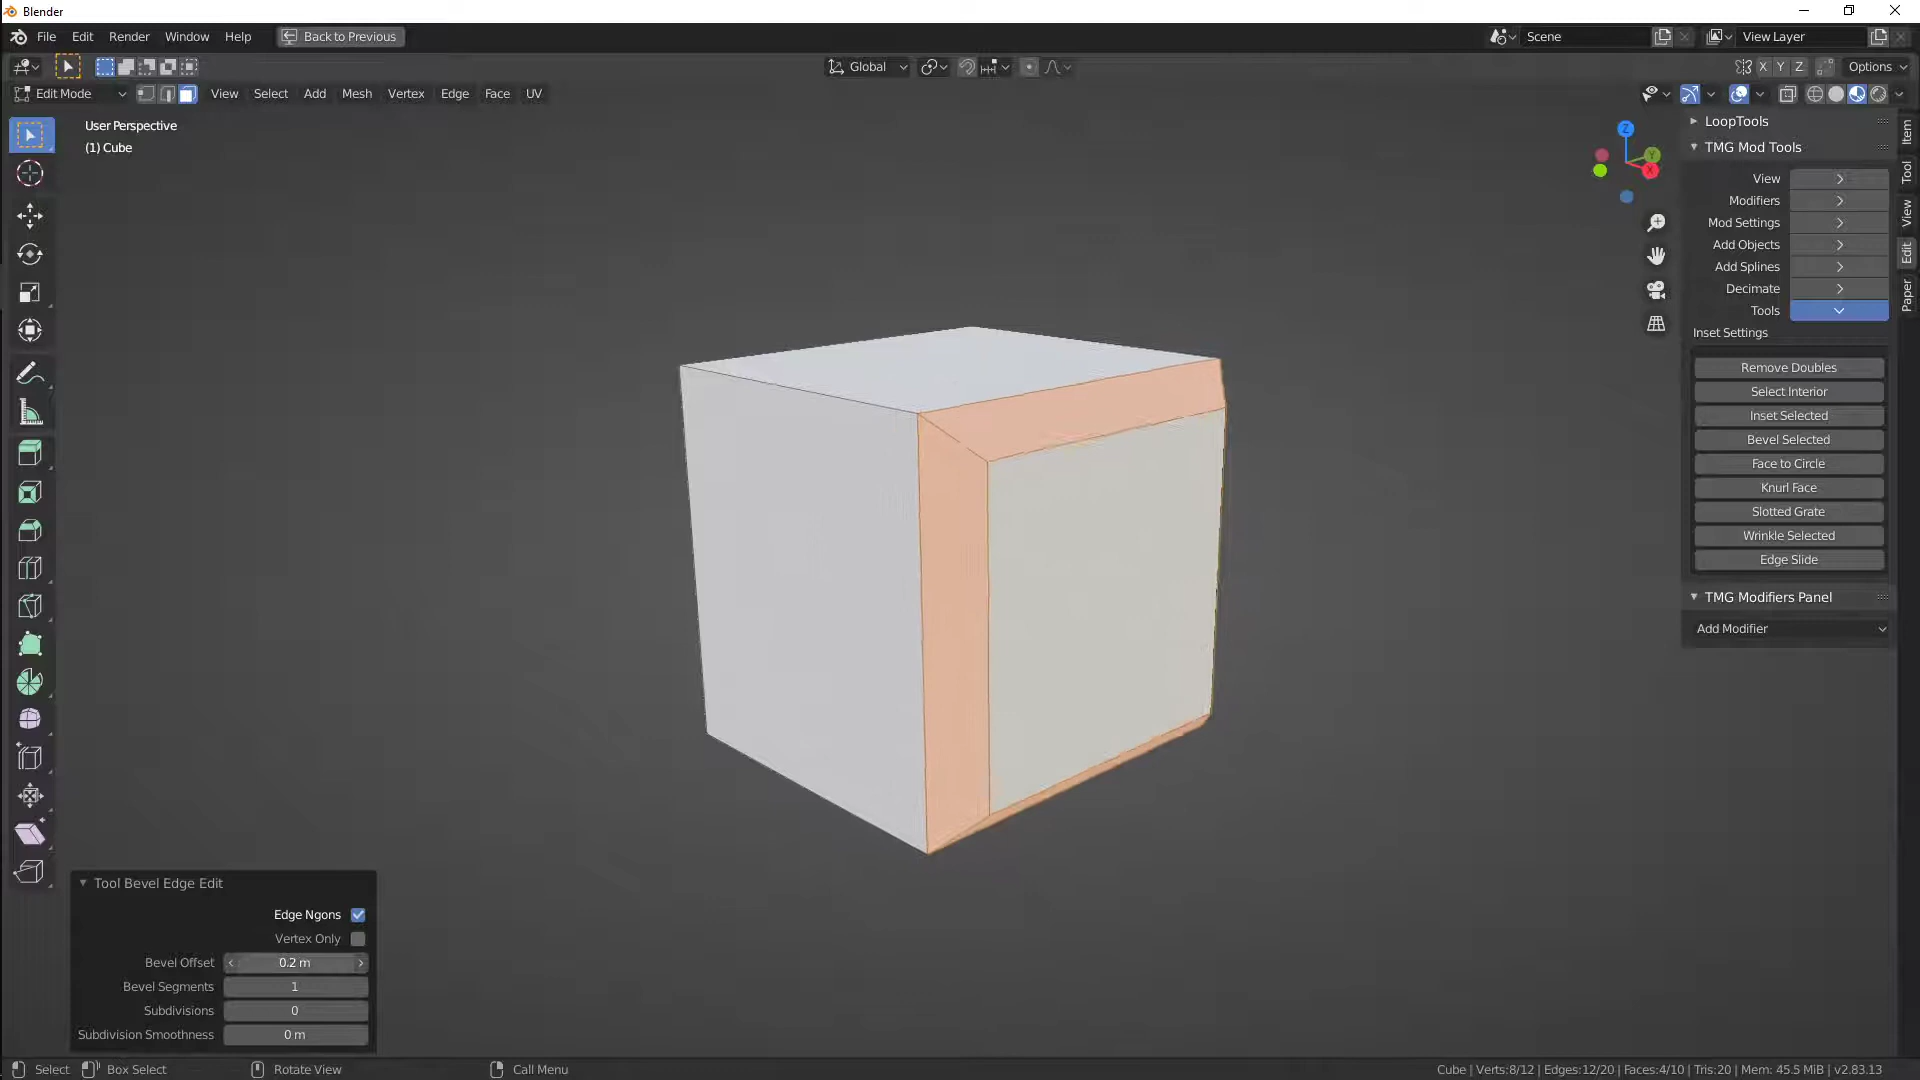 Blender
File Edit Render Window Help Back to Previous Scene View Layer
Global X Y Z Options
Edit Mode View Select Add Mesh Vertex Edge Face UV
User Perspective
(1) Cube
Z
Y
X
LoopTools
TMG Mod Tools
View
Modifiers
Mod Settings
Add Objects
Add Splines
Decimate
Tools
Inset Settings
Remove Doubles
Select Interior
Inset Selected
Bevel Selected
Face to Circle
Knurl Face
Slotted Grate
Wrinkle Selected
Edge Slide
TMG Modifiers Panel
Add Modifier
Item
Tool
View
Edit
Paper
Tool Bevel Edge Edit
Edge Ngons
Vertex Only
Bevel Offset 0.2 m
Bevel Segments 1
Subdivisions 0
Subdivision Smoothness 0 m
Select Box Select Rotate View Call Menu Cube | Verts:8/12 | Edges:12/20 | Faces:4/10 | Tris:20 | Mem: 45.5 MiB | v2.83.13